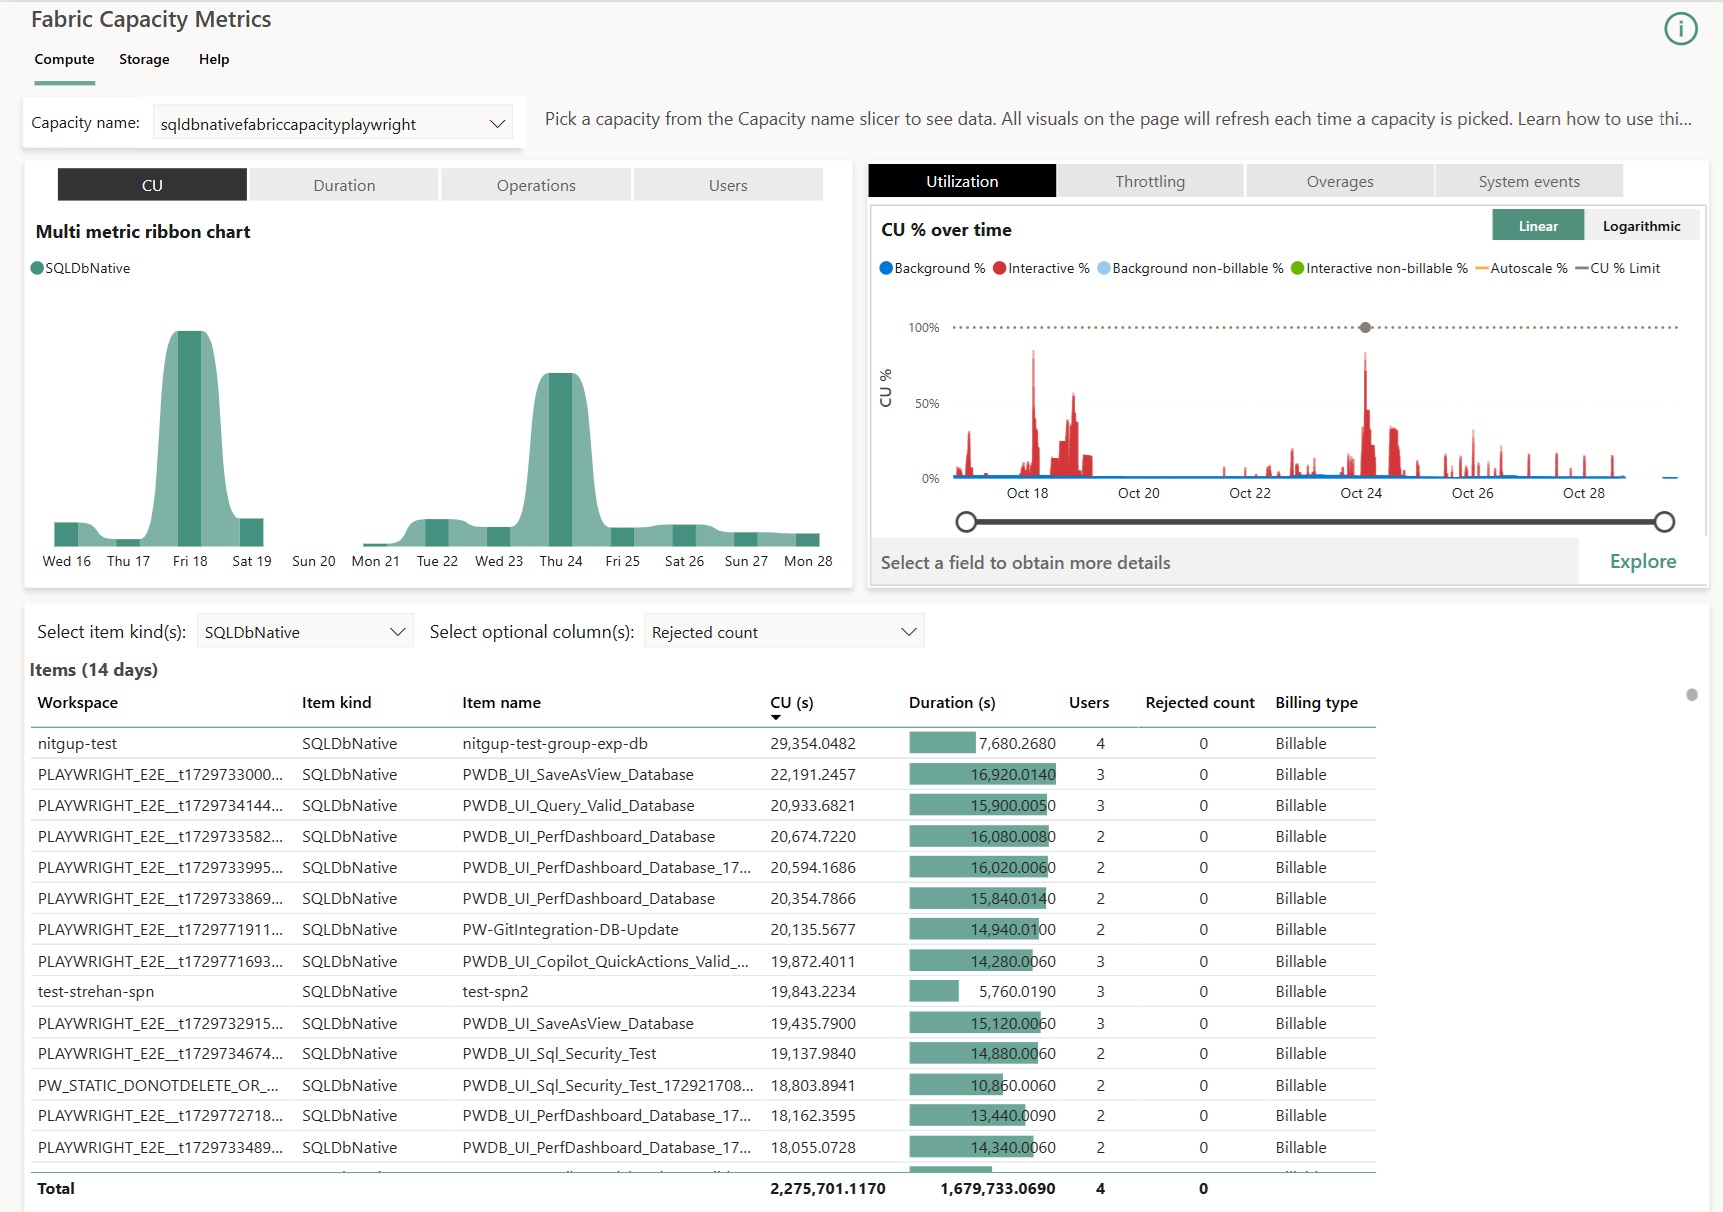 Fabric Capacity Metrics
Compute Storage Help
Capacity name: sqldbnativefabriccapacityplaywright
Pick a capacity from the Capacity name slicer to see data. All visuals on the page will refresh each time a capacity is picked. Learn how to use thi...
CU Duration Operations Users
Multi metric ribbon chart
SQLDbNative
Wed 16 Thu 17 Fri 18 Sat 19 Sun 20 Mon 21 Tue 22 Wed 23 Thu 24 Fri 25 Sat 26 Sun 27 Mon 28
Utilization Throttling Overages System events
CU % over time
Linear Logarithmic
Background % Interactive % Background non-billable % Interactive non-billable % Autoscale % CU % Limit
CU %
100%
50%
0%
Oct 18 Oct 20 Oct 22 Oct 24 Oct 26 Oct 28
Select a field to obtain more details
Explore
Select item kind(s): SQLDbNative Select optional column(s): Rejected count
Items (14 days)
Workspace Item kind Item name CU (s) Duration (s) Users Rejected count Billing type
nitgup-test SQLDbNative nitgup-test-group-exp-db 29,354.0482 7,680.2680 4 0 Billable
PLAYWRIGHT_E2E__t1729733000... SQLDbNative PWDB_UI_SaveAsView_Database 22,191.2457 16,920.0140 3 0 Billable
PLAYWRIGHT_E2E__t1729734144... SQLDbNative PWDB_UI_Query_Valid_Database 20,933.6821 15,900.0050 3 0 Billable
PLAYWRIGHT_E2E__t1729733582... SQLDbNative PWDB_UI_PerfDashboard_Database 20,674.7220 16,080.0080 2 0 Billable
PLAYWRIGHT_E2E__t1729733995... SQLDbNative PWDB_UI_PerfDashboard_Database_17... 20,594.1686 16,020.0060 2 0 Billable
PLAYWRIGHT_E2E__t1729733869... SQLDbNative PWDB_UI_PerfDashboard_Database 20,354.7866 15,840.0140 2 0 Billable
PLAYWRIGHT_E2E__t1729771911... SQLDbNative PW-GitIntegration-DB-Update 20,135.5677 14,940.0100 2 0 Billable
PLAYWRIGHT_E2E__t1729771693... SQLDbNative PWDB_UI_Copilot_QuickActions_Valid_... 19,872.4011 14,280.0060 3 0 Billable
test-strehan-spn SQLDbNative test-spn2 19,843.2234 5,760.0190 3 0 Billable
PLAYWRIGHT_E2E__t1729732915... SQLDbNative PWDB_UI_SaveAsView_Database 19,435.7900 15,120.0060 3 0 Billable
PLAYWRIGHT_E2E__t1729734674... SQLDbNative PWDB_UI_Sql_Security_Test 19,137.9840 14,880.0060 2 0 Billable
PW_STATIC_DONOTDELETE_OR_... SQLDbNative PWDB_UI_Sql_Security_Test_172921708... 18,803.8941 10,860.0060 2 0 Billable
PLAYWRIGHT_E2E__t1729772718... SQLDbNative PWDB_UI_PerfDashboard_Database_17... 18,162.3595 13,440.0090 2 0 Billable
PLAYWRIGHT_E2E__t1729733489... SQLDbNative PWDB_UI_PerfDashboard_Database_17... 18,055.0728 14,340.0060 2 0 Billable
Total 2,275,701.1170 1,679,733.0690 4 0